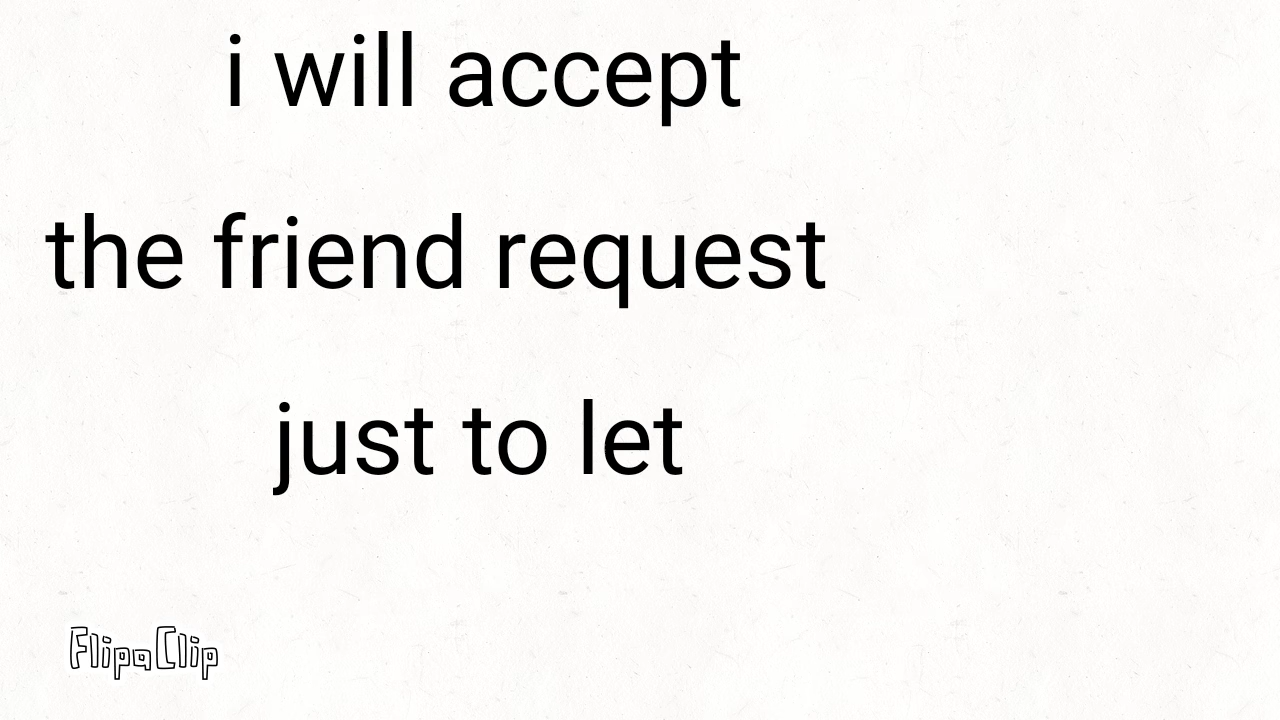 i will accept
the friend request
just to let
FlipaClip